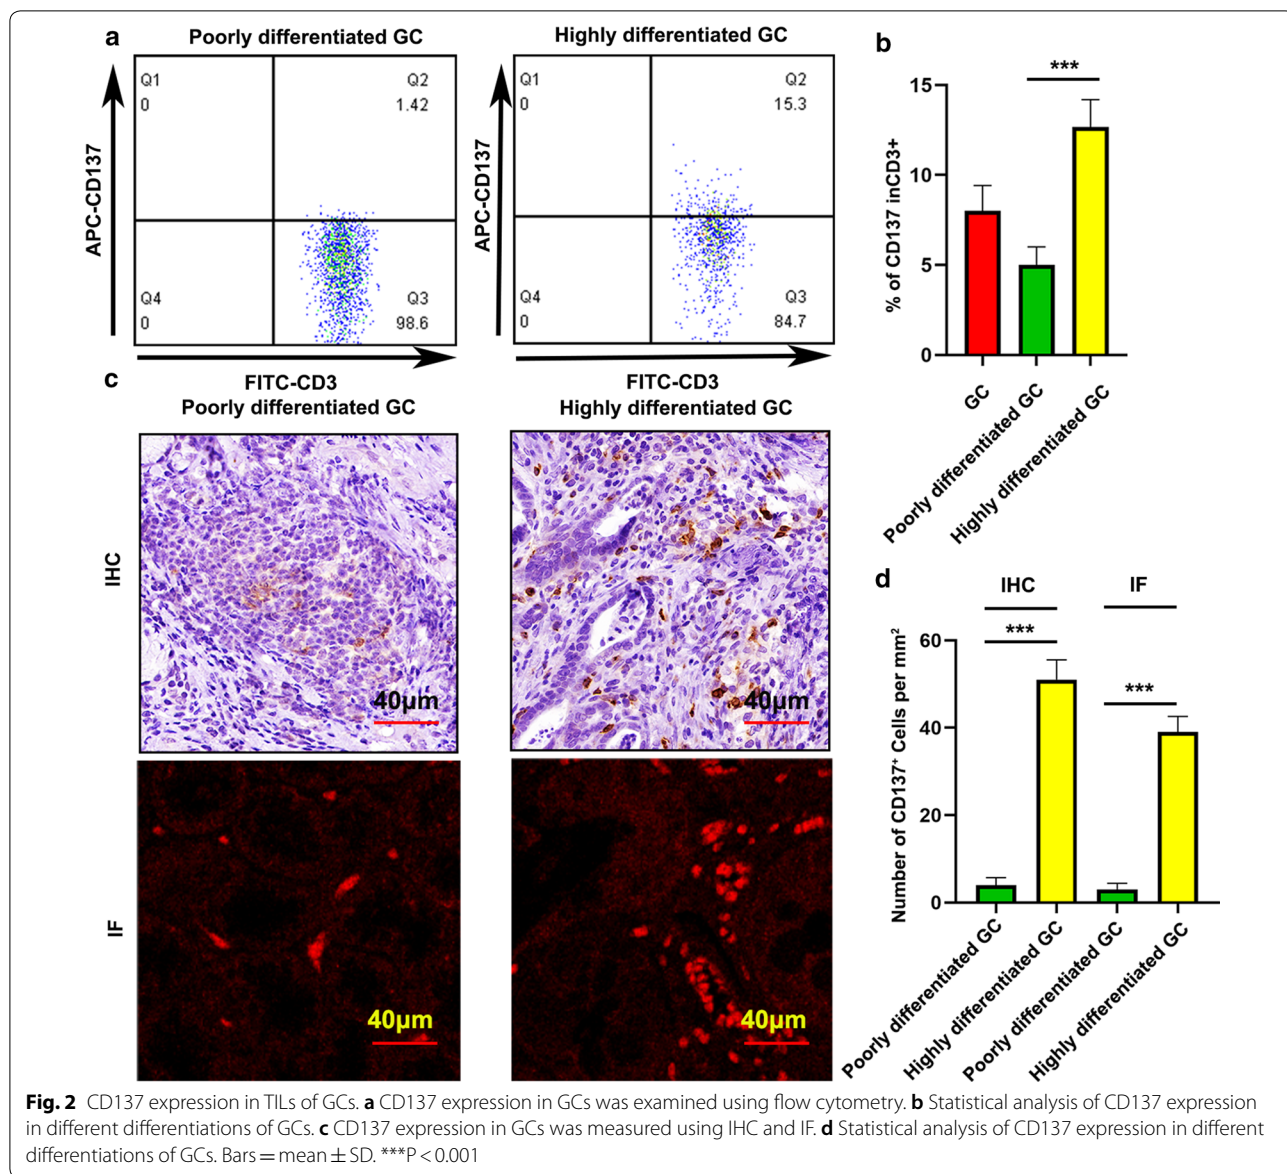 a
Poorly differentiated GC
Highly differentiated GC
Q1
0
Q2
1.42
Q4
0
Q3
98.6
APC-CD137
FITC-CD3
Q1
0
Q2
15.3
Q4
0
Q3
84.7
APC-CD137
FITC-CD3
b
***
% of CD137 inCD3+
15
10
5
0
GC
Poorly differentiated GC
Highly differentiated GC
c
Poorly differentiated GC
Highly differentiated GC
IHC
40μm
40μm
IF
40μm
40μm
d
IHC
IF
***
***
Number of CD137⁺ Cells per mm²
60
40
20
0
Poorly differentiated GC
Highly differentiated GC
Poorly differentiated GC
Highly differentiated GC
Fig. 2 CD137 expression in TILs of GCs. a CD137 expression in GCs was examined using flow cytometry. b Statistical analysis of CD137 expression
in different differentiations of GCs. c CD137 expression in GCs was measured using IHC and IF. d Statistical analysis of CD137 expression in different
differentiations of GCs. Bars = mean ± SD. ***P < 0.001